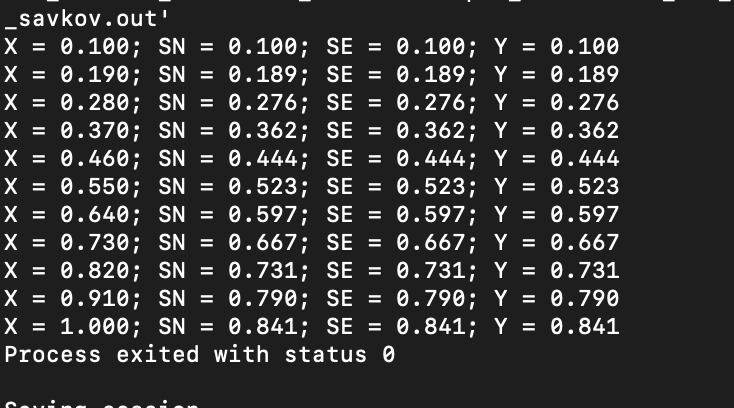 _savkov.out'
X = 0.100; SN = 0.100; SE = 0.100; Y = 0.100
X = 0.190; SN = 0.189; SE = 0.189; Y = 0.189
X = 0.280; SN = 0.276; SE = 0.276; Y = 0.276
X = 0.370; SN = 0.362; SE = 0.362; Y = 0.362
X = 0.460; SN = 0.444; SE = 0.444; Y = 0.444
X = 0.550; SN = 0.523; SE = 0.523; Y = 0.523
X = 0.640; SN = 0.597; SE = 0.597; Y = 0.597
X = 0.730; SN = 0.667; SE = 0.667; Y = 0.667
X = 0.820; SN = 0.731; SE = 0.731; Y = 0.731
X = 0.910; SN = 0.790; SE = 0.790; Y = 0.790
X = 1.000; SN = 0.841; SE = 0.841; Y = 0.841
Process exited with status 0
Saving session